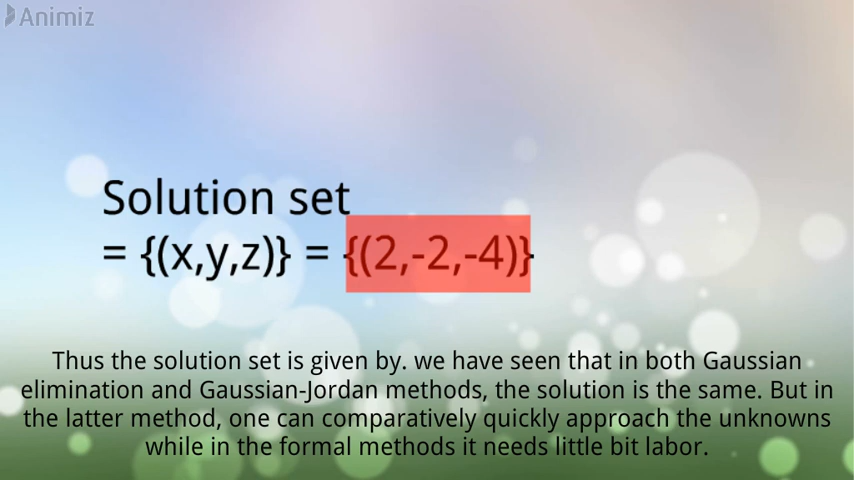 Animiz
Solution set
= {(x,y,z)} = {(2,-2,-4)}
Thus the solution set is given by. we have seen that in both Gaussian
elimination and Gaussian-Jordan methods, the solution is the same. But in
the latter method, one can comparatively quickly approach the unknowns
while in the formal methods it needs little bit labor.